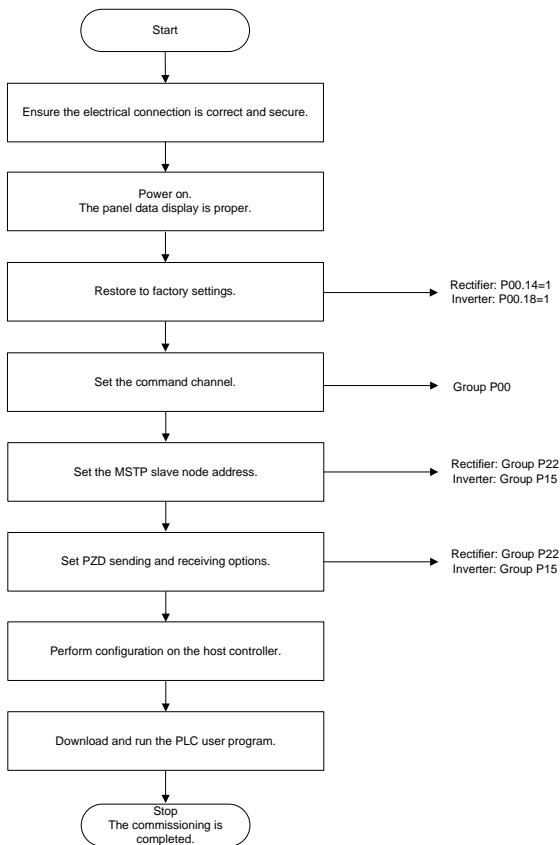 Start
Ensure the electrical connection is correct and secure.
Power on.
The panel data display is proper.
Restore to factory settings.
Rectifier: P00.14=1
Inverter: P00.18=1
Set the command channel.
Group P00
Set the MSTP slave node address.
Rectifier: Group P22
Inverter: Group P15
Set PZD sending and receiving options.
Rectifier: Group P22
Inverter: Group P15
Perform configuration on the host controller.
Download and run the PLC user program.
Stop
The commissioning is
completed.